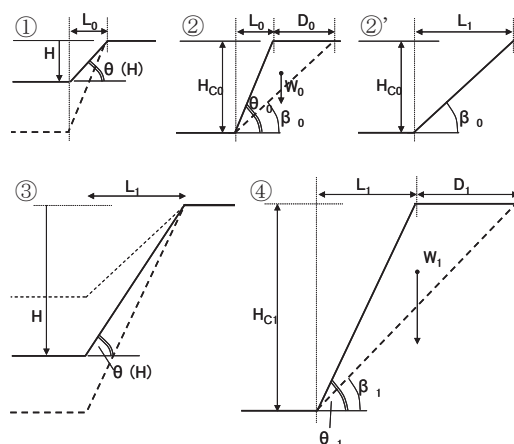 ① L₀ H θ (H)
② L₀ D₀ H_C0 W₀ θ₀ β₀
②' L₁ H_C0 β₀
③ L₁ H θ (H)
④ L₁ D₁ H_C1 W₁ β₁ θ₁